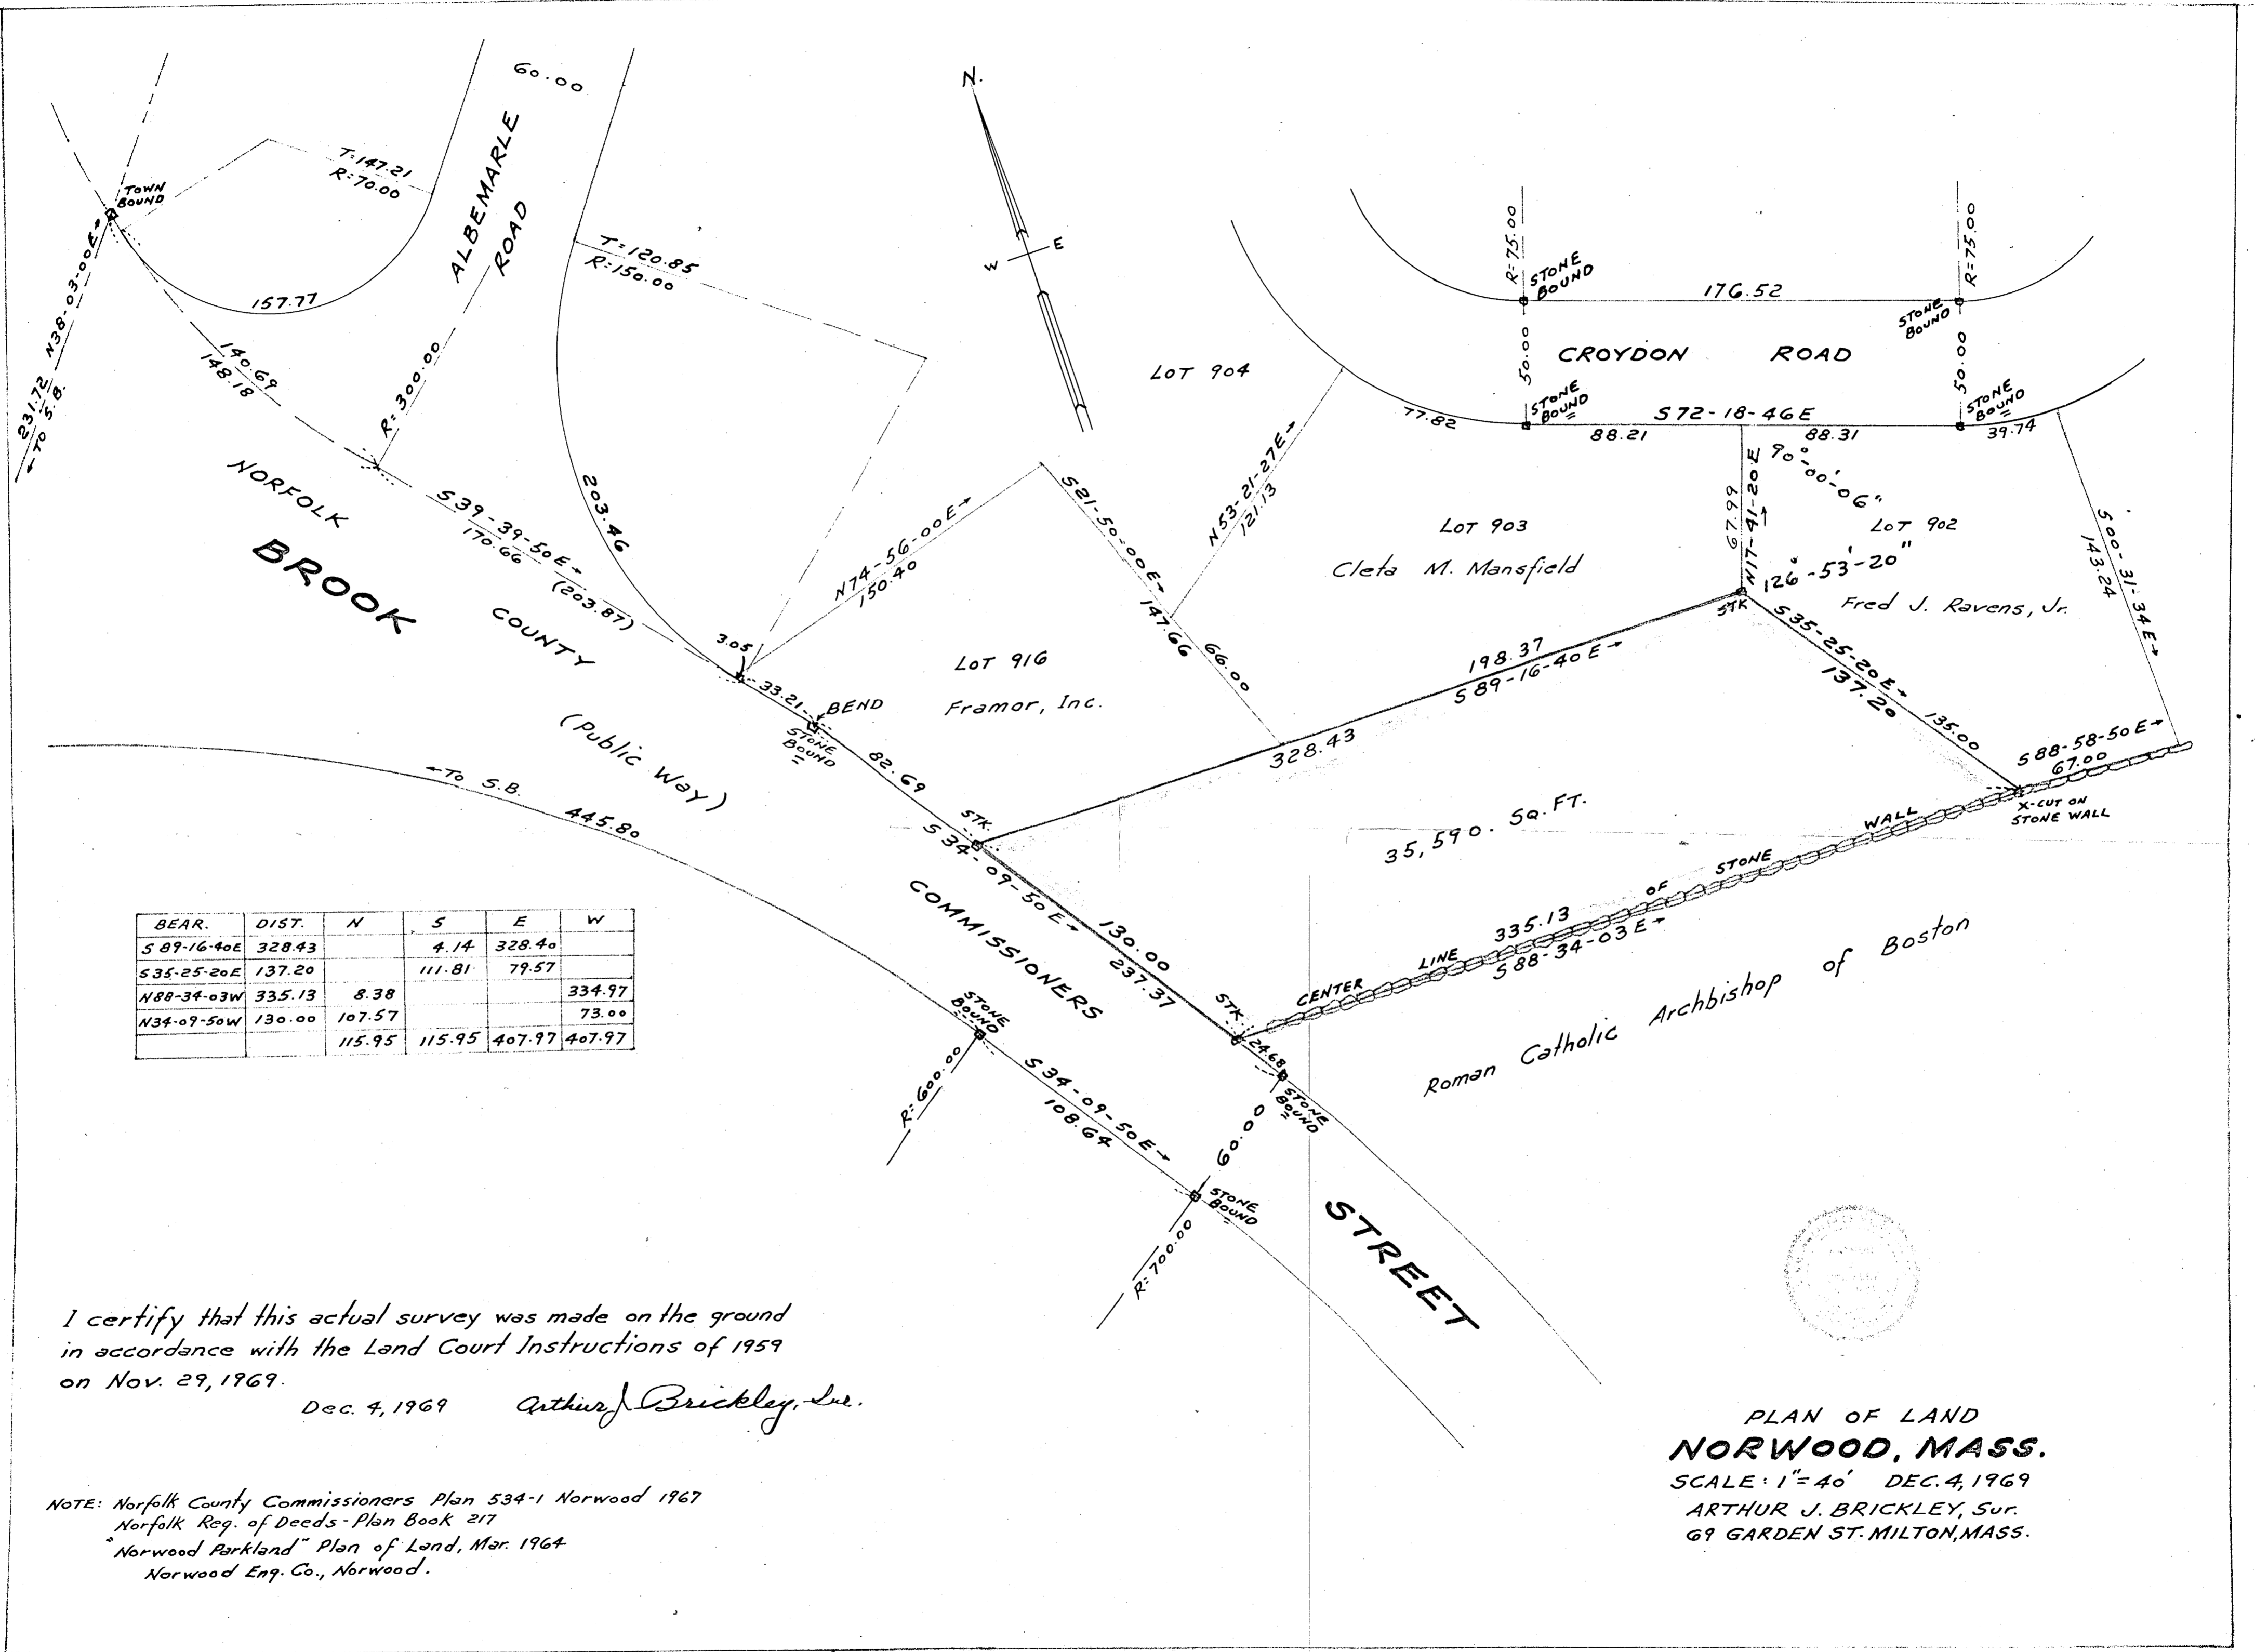 60.00
N.
W
E
ALBEMARLE
ROAD
T=147.21
R=70.00
TOWN
BOUND
N38-03-00E
231.72
TO S.B.
157.77
140.69
148.18
R=300.00
T=120.85
R=150.00
203.46
S39-39-50E
170.66
(203.87)
NORFOLK
COUNTY
COMMISSIONERS
BROOK
STREET
(Public Way)
N74-56-00E
150.40
3.05
33.21
BEND
STONE
BOUND
82.69
STK.
S 34-09-50E
LOT 916
Framor, Inc.
S21-50-00E
147.66
66.00
LOT 904
N53-21-27E
121.13
77.82
R=75.00
STONE
BOUND
176.52
R=75.00
STONE
BOUND
50.00
CROYDON ROAD
50.00
STONE
BOUND
S72-18-46E
88.21
88.31
STONE
BOUND
39.74
LOT 903
Cleta M. Mansfield
67.99
N17-41-20E
90°-00'-06"
LOT 902
126°-53'-20"
Fred J. Ravens, Jr.
STK
S 00-31-34E
143.24
S35-25-20E
137.20
135.00
S 88-58-50E
67.00
X-CUT ON
STONE WALL
198.37
S 89-16-40E
328.43
35,590. Sq. FT.
CENTER LINE OF STONE WALL
335.13
S 88-34-03E
Roman Catholic Archbishop of Boston
130.00
237.37
STK.
24.68
STONE
BOUND
60.00
TO S.B.
445.80
STONE
BOUND
R=600.00
S34-09-50E
108.64
STONE
BOUND
R=700.00
BEAR. DIST. N S E W
S 89-16-40E 328.43 4.14 328.40
S35-25-20E 137.20 111.81 79.57
N88-34-03W 335.13 8.38 334.97
N34-09-50W 130.00 107.57 73.00
115.95 115.95 407.97 407.97
I certify that this actual survey was made on the ground
in accordance with the Land Court Instructions of 1959
on Nov. 29, 1969.
Dec. 4, 1969 Arthur J Brickley, Sur.
NOTE: Norfolk County Commissioners Plan 534-1 Norwood 1967
Norfolk Reg. of Deeds - Plan Book 217
"Norwood Parkland" Plan of Land, Mar. 1964
Norwood Eng. Co., Norwood.
PLAN OF LAND
NORWOOD, MASS.
SCALE: 1"=40' DEC. 4, 1969
ARTHUR J. BRICKLEY, Sur.
69 GARDEN ST. MILTON, MASS.